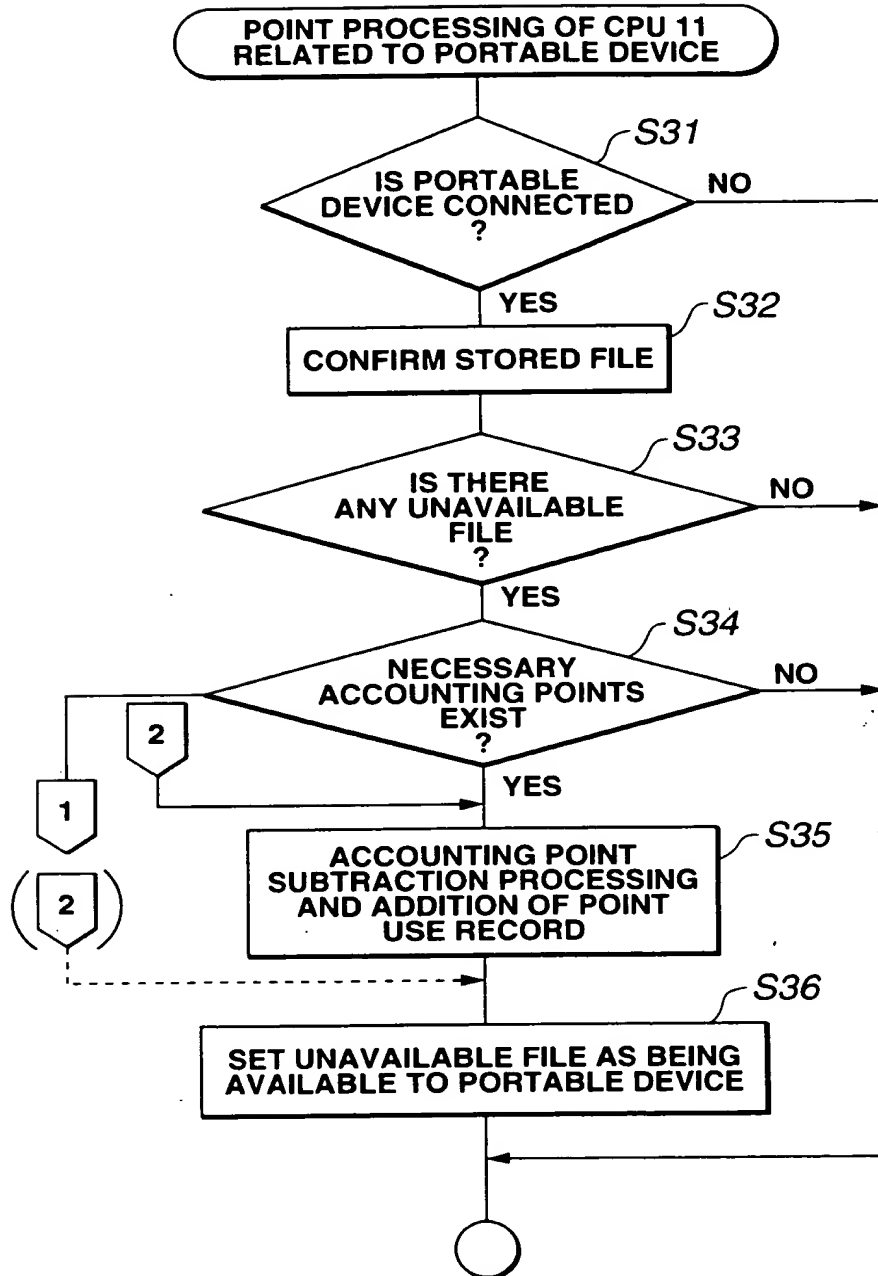 POINT PROCESSING OF CPU 11
RELATED TO PORTABLE DEVICE
S31
IS PORTABLE
DEVICE CONNECTED
?
NO
YES
S32
CONFIRM STORED FILE
S33
IS THERE
ANY UNAVAILABLE
FILE
?
NO
YES
S34
NECESSARY
ACCOUNTING POINTS
EXIST
?
NO
2
YES
1
S35
ACCOUNTING POINT
SUBTRACTION PROCESSING
AND ADDITION OF POINT
USE RECORD
(2)
S36
SET UNAVAILABLE FILE AS BEING
AVAILABLE TO PORTABLE DEVICE